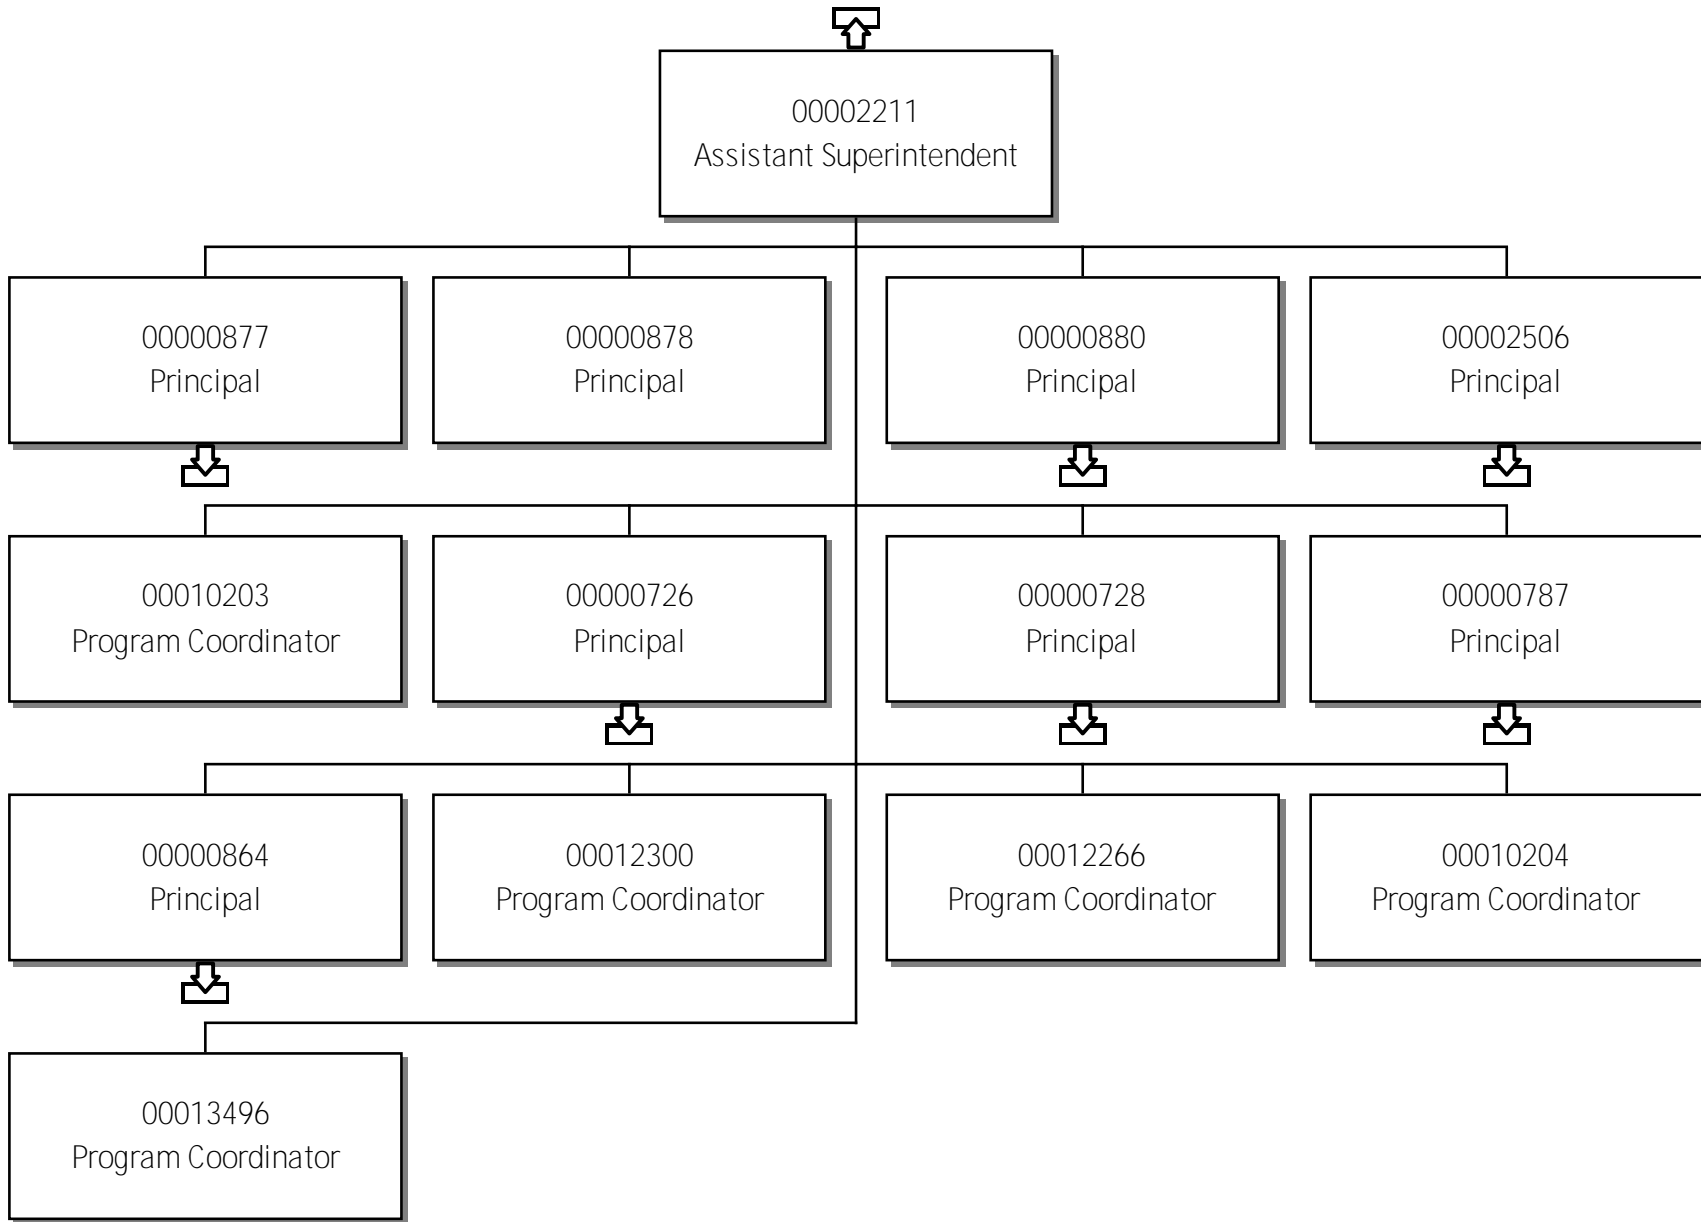 00002211
Assistant Superintendent
00000877
Principal
00000878
Principal
00000880
Principal
00002506
Principal
00010203
Program Coordinator
00000726
Principal
00000728
Principal
00000787
Principal
00000864
Principal
00012300
Program Coordinator
00012266
Program Coordinator
00010204
Program Coordinator
00013496
Program Coordinator